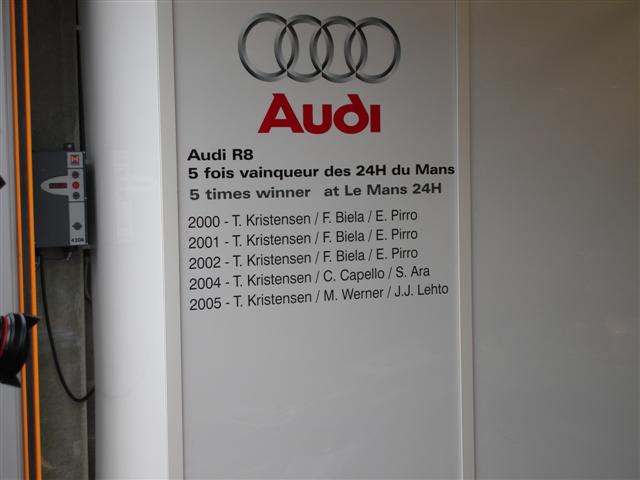 Audi
Audi R8
5 fois vainqueur des 24H du Mans
5 times winner at Le Mans 24H
2000 - T. Kristensen / F. Biela / E. Pirro
2001 - T. Kristensen / F. Biela / E. Pirro
2002 - T. Kristensen / F. Biela / E. Pirro
2004 - T. Kristensen / C. Capello / S. Ara
2005 - T. Kristensen / M. Werner / J.J. Lehto